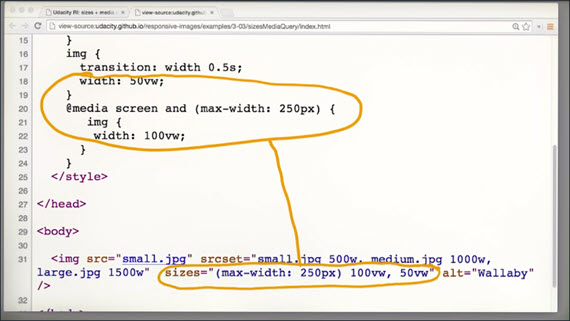 Udacity RI: sizes + media
view-source:udacity.github
view-source:udacity.github.io/responsive-images/examples/3-03/sizesMediaQuery/index.html
15 }
16 img {
17 transition: width 0.5s;
18 width: 50vw;
19 }
20 @media screen and (max-width: 250px) {
21 img {
22 width: 100vw;
23 }
24 }
25 </style>
26
27 </head>
28
29 <body>
30
31 <img src="small.jpg" srcset="small.jpg 500w, medium.jpg 1000w,
large.jpg 1500w" sizes="(max-width: 250px) 100vw, 50vw" alt="Wallaby"
/>
32
</body>